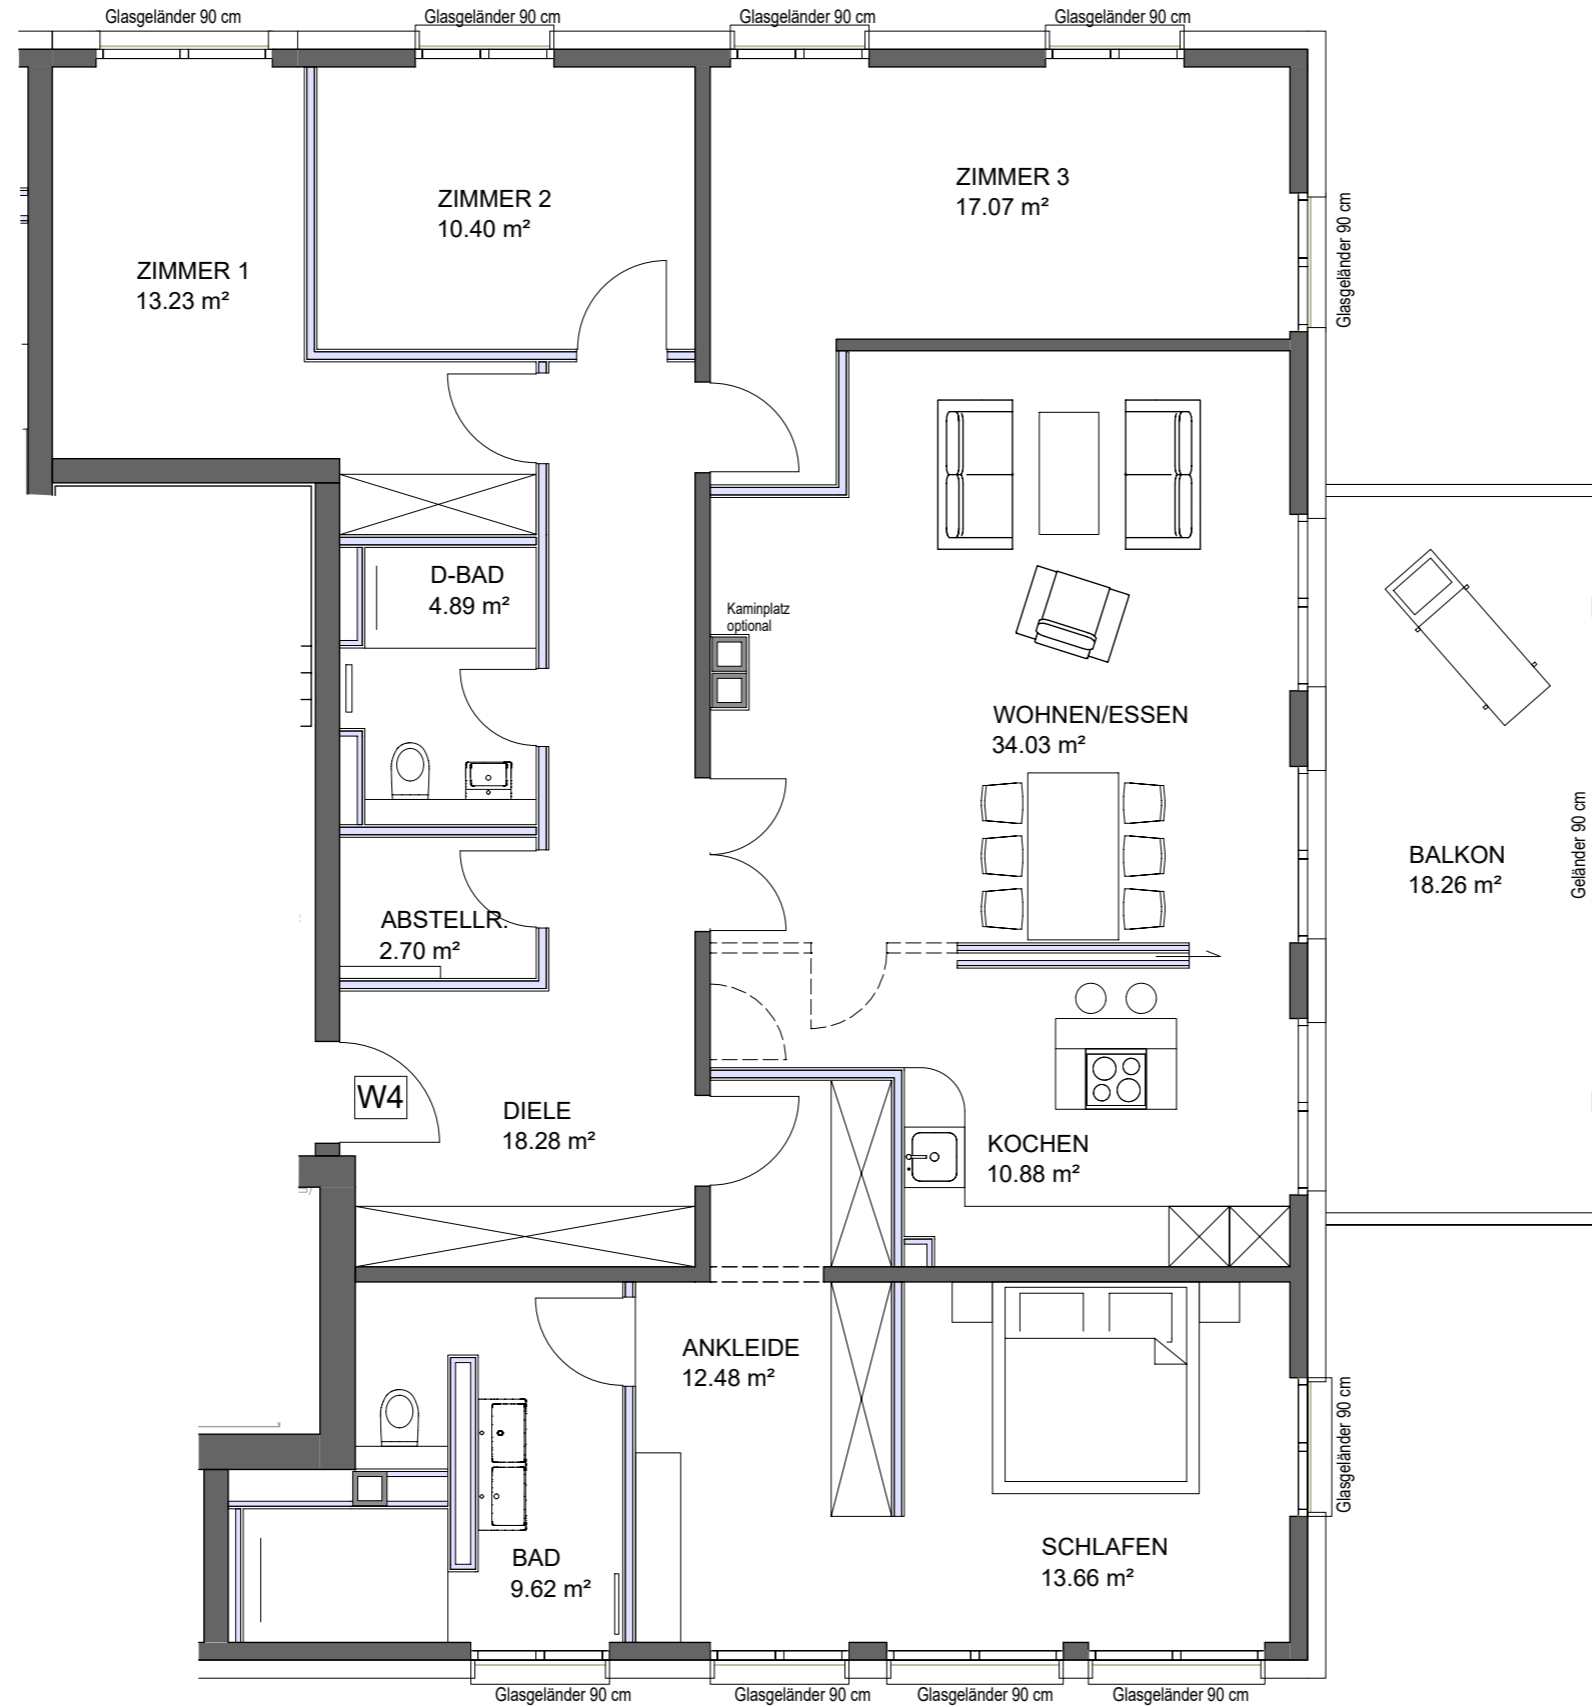 Glasgeländer 90 cm
Glasgeländer 90 cm
Glasgeländer 90 cm
Glasgeländer 90 cm
ZIMMER 1
13.23 m²
ZIMMER 2
10.40 m²
ZIMMER 3
17.07 m²
Glasgeländer 90 cm
D-BAD
4.89 m²
Kaminplatz
optional
WOHNEN/ESSEN
34.03 m²
BALKON
18.26 m²
Geländer 90 cm
ABSTELLR.
2.70 m²
W4
DIELE
18.28 m²
KOCHEN
10.88 m²
ANKLEIDE
12.48 m²
Glasgeländer 90 cm
BAD
9.62 m²
SCHLAFEN
13.66 m²
Glasgeländer 90 cm
Glasgeländer 90 cm
Glasgeländer 90 cm
Glasgeländer 90 cm